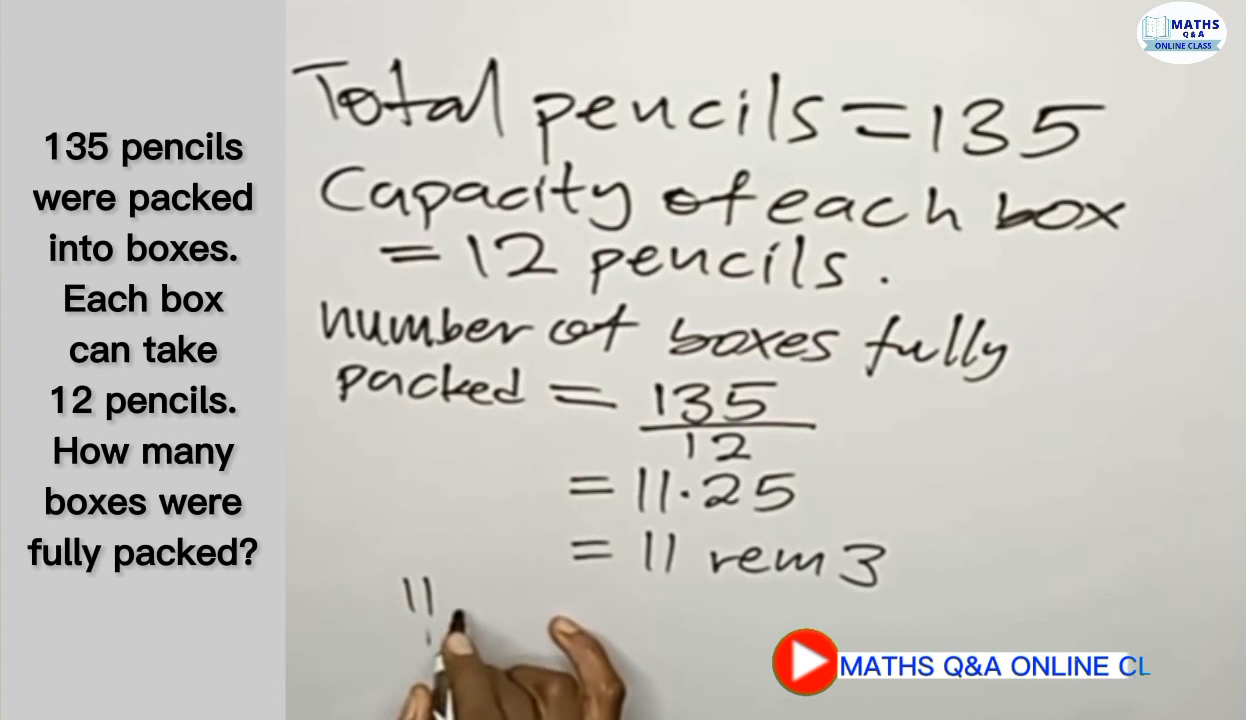 135 pencils
were packed
into boxes.
Each box
can take
12 pencils.
How many
boxes were
fully packed?
MATHS
Q & A
ONLINE CLASS
Total pencils = 135
Capacity of each box
= 12 pencils.
number of boxes fully
packed = 135
12
= 11.25
= 11 rem 3
11
MATHS Q&A ONLINE CL